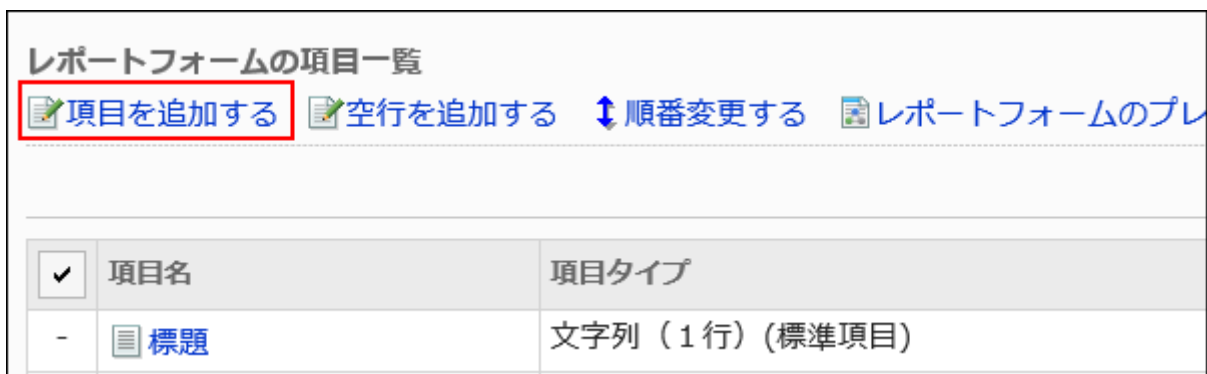 レポートフォームの項目一覧
項目を追加する 空行を追加する 順番変更する レポートフォームのプレ
項目名 項目タイプ
- 標題 文字列（１行）(標準項目)